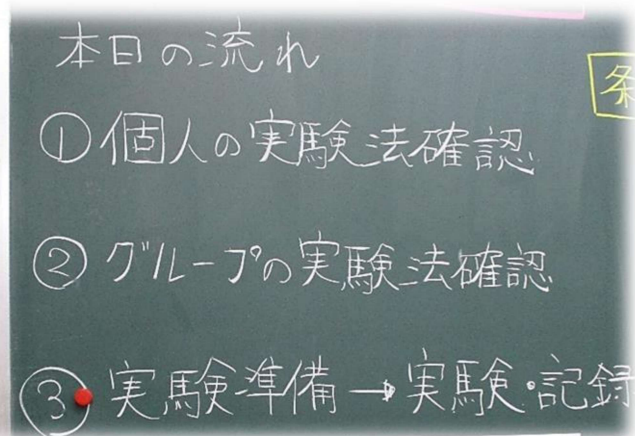 本日の流れ
①個人の実験法確認
②グループの実験法確認
③実験準備→実験・記録